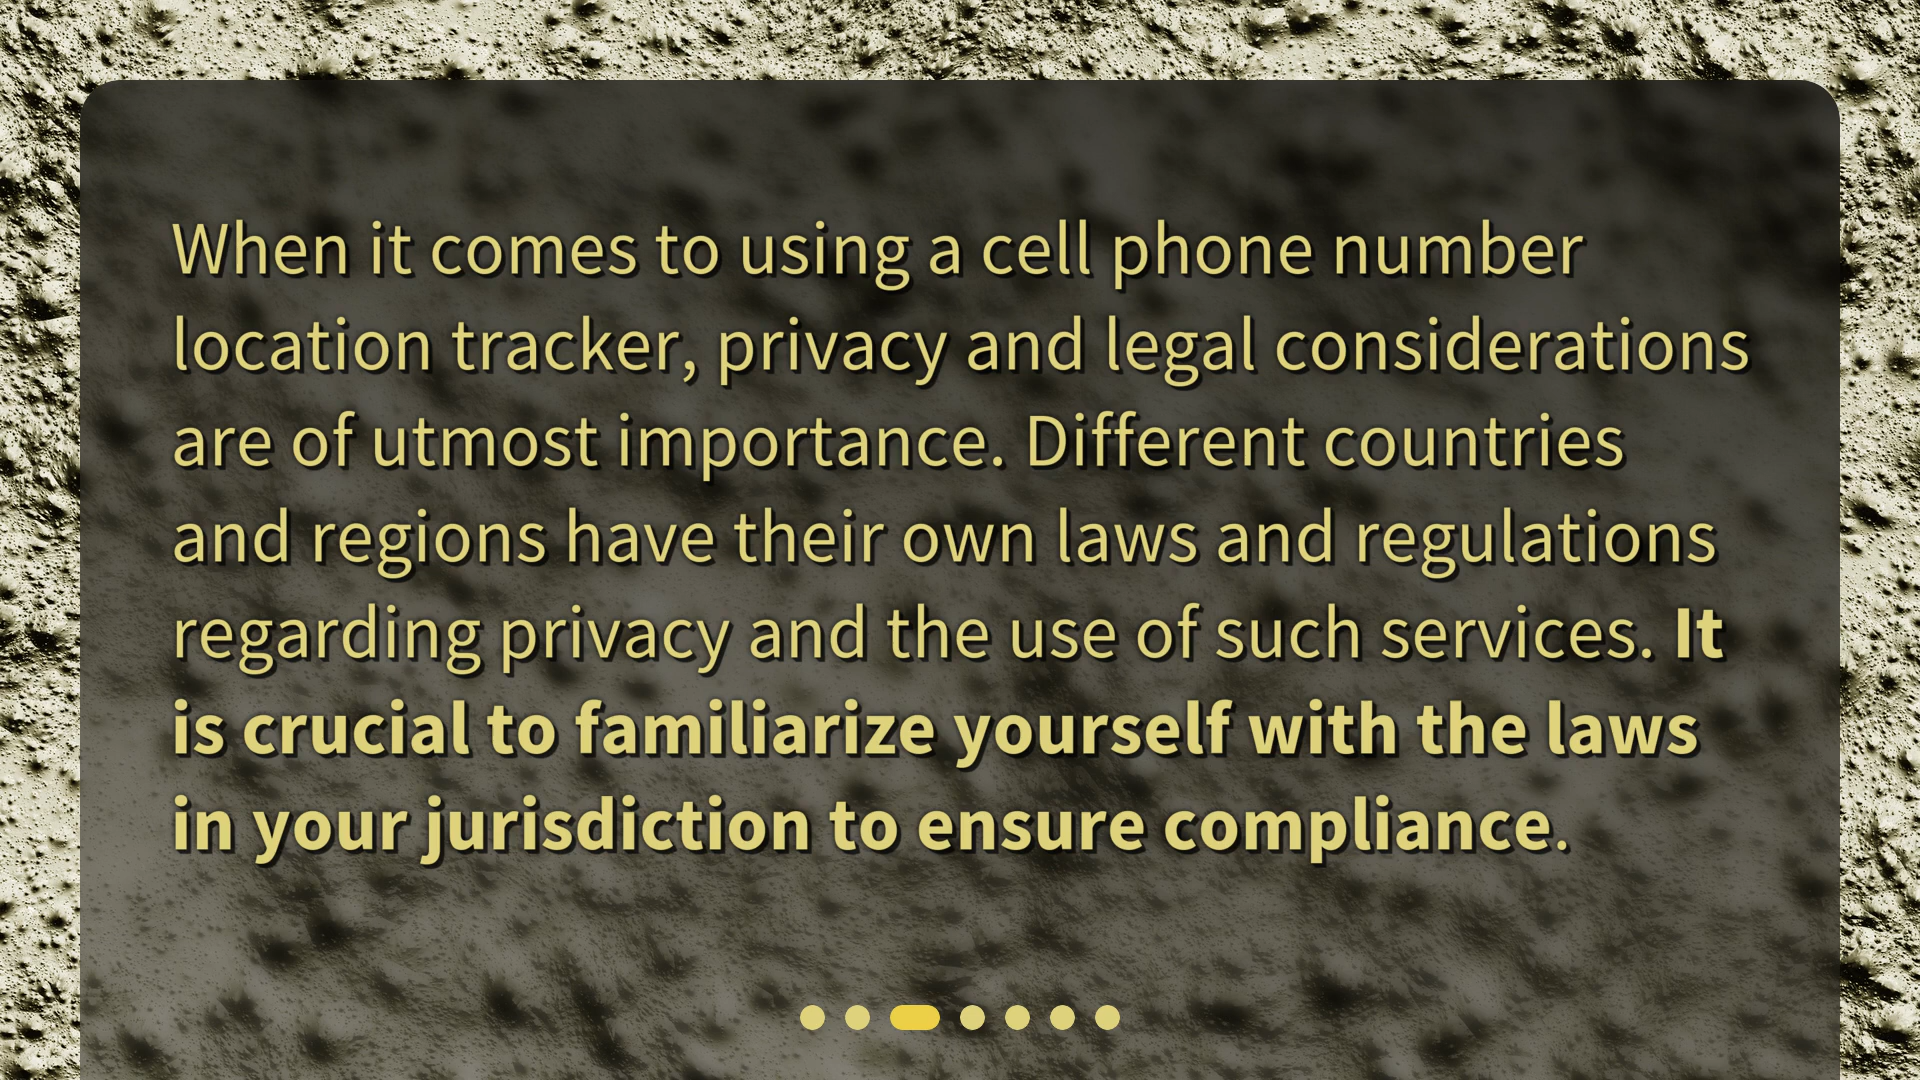 When it comes to using a cell phone number
location tracker, privacy and legal considerations
are of utmost importance. Different countries
and regions have their own laws and regulations
regarding privacy and the use of such services. It
is crucial to familiarize yourself with the laws
in your jurisdiction to ensure compliance.